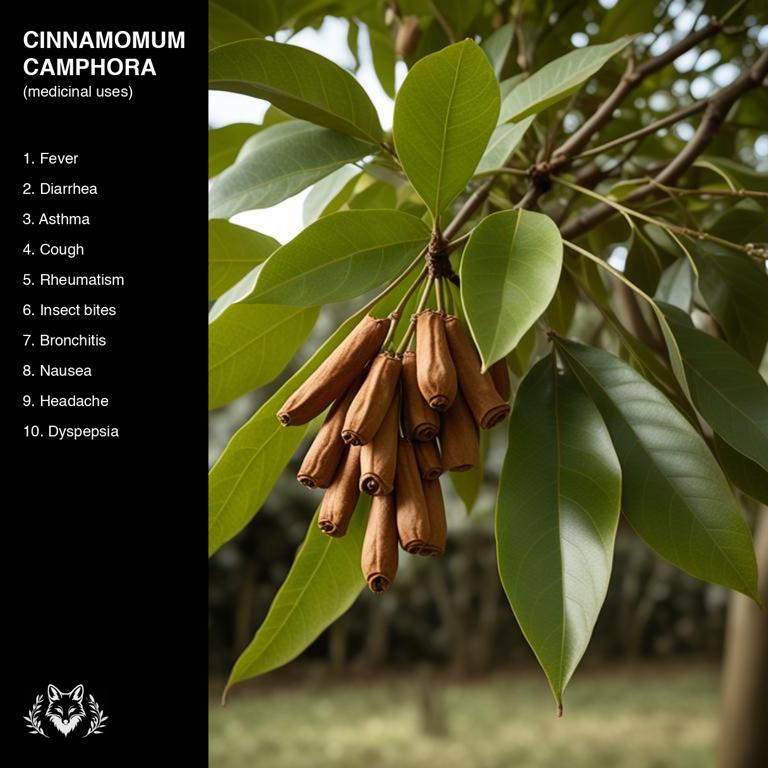 CINNAMOMUM
CAMPHORA
(medicinal uses)
1. Fever
2. Diarrhea
3. Asthma
4. Cough
5. Rheumatism
6. Insect bites
7. Bronchitis
8. Nausea
9. Headache
10. Dyspepsia